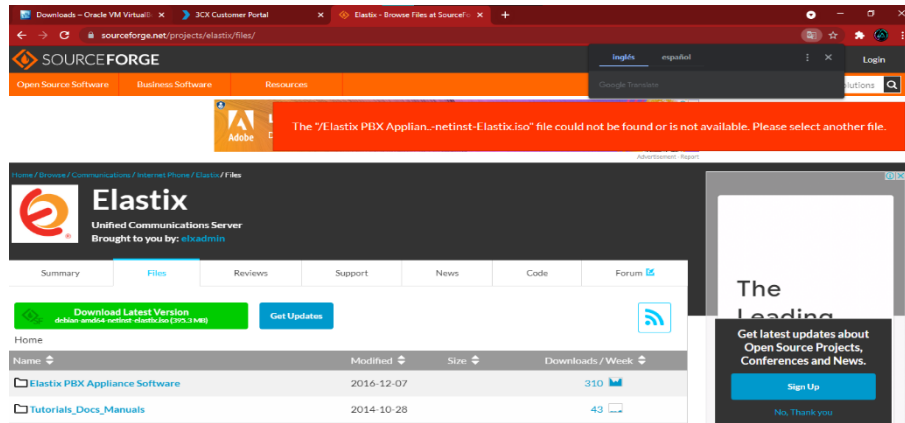 Downloads – Oracle VM VirtualB
3CX Customer Portal
Elastix - Browse Files at SourceFo
sourceforge.net/projects/elastix/files/
SOURCEFORGE
inglés español
Google Translate
Login
Open Source Software Business Software Resources
olutions
Adobe
The "/Elastix PBX Applian..-netinst-Elastix.iso" file could not be found or is not available. Please select another file.
Advertisement - Report
Home / Browse / Communications / Internet Phone / Elastix / Files
Elastix
Unified Communications Server
Brought to you by: elxadmin
Summary Files Reviews Support News Code Forum
Download Latest Version
debian-amd64-netinst-elastix.iso (395.3 MB)
Get Updates
Home
Name Modified Size Downloads / Week
Elastix PBX Appliance Software 2016-12-07 310
Tutorials_Docs_Manuals 2014-10-28 43
The
Leading
Get latest updates about
Open Source Projects,
Conferences and News.
Sign Up
No, Thank you